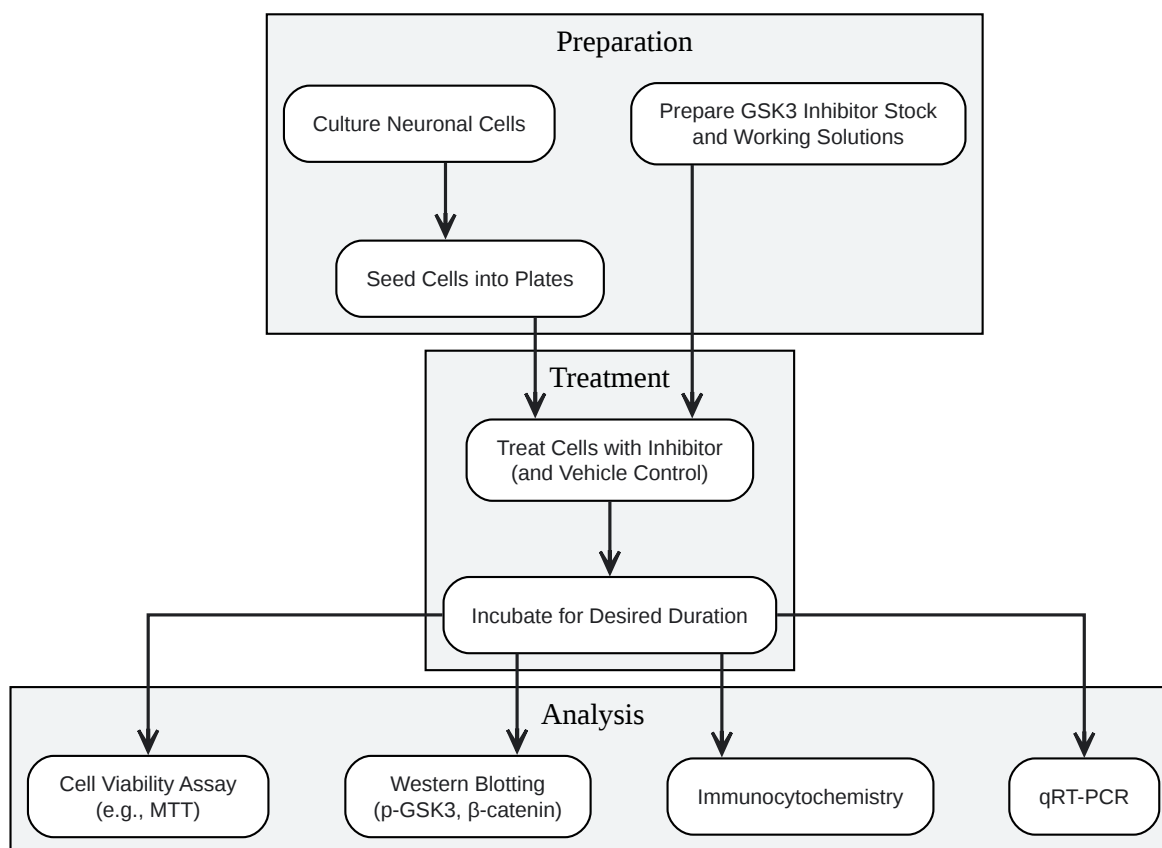 Preparation
Culture Neuronal Cells
Prepare GSK3 Inhibitor Stock
and Working Solutions
Seed Cells into Plates
Treatment
Treat Cells with Inhibitor
(and Vehicle Control)
Incubate for Desired Duration
Analysis
Cell Viability Assay
(e.g., MTT)
Western Blotting
(p-GSK3, β-catenin)
Immunocytochemistry
qRT-PCR